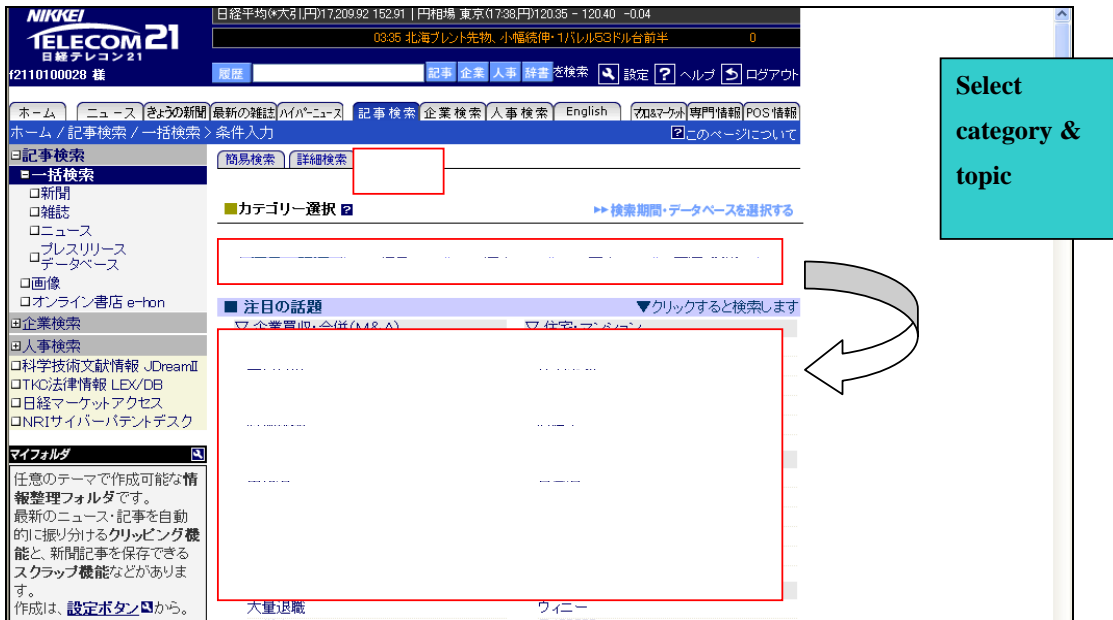 NIKKEI
TELECOM21
日経テレコン21
f2110100028 様
日経平均(*大引,円)17,209.92 152.91 円相場 東京(17:38,円)120.35 - 120.40 -0.04
03:35 北海ブレント先物、小幅続伸・1バレル53ドル台前半 0
履歴 記事 企業 人事 辞書 を検索 設定 ? ヘルプ ログアウト
ホーム ニュース きょうの新聞 最新の雑誌 ハイパーニュース 記事検索 企業検索 人事検索 English プロ&マーケット 専門情報 POS情報
ホーム / 記事検索 / 一括検索 > 条件入力 ?このページについて
記事検索
一括検索
新聞
雑誌
ニュース
プレスリリース
データベース
画像
オンライン書店 e-hon
企業検索
人事検索
科学技術文献情報 JDreamⅡ
TKC法律情報 LEX/DB
日経マーケットアクセス
NRIサイバーパテントデスク
マイフォルダ
任意のテーマで作成可能な情
報整理フォルダです。
最新のニュース・記事を自動
的に振り分けるクリッピング機
能と、新聞記事を保存できる
スクラップ機能などがありま
す。
作成は、設定ボタンから。
簡易検索 詳細検索
■カテゴリー選択 ?
▶▶ 検索期間・データベースを選択する
■ 注目の話題 ▼クリックすると検索します
▽ 企業買収・合併(M&A) ▽ 住宅・マンション
大量退職 ウィニー
Select
category &
topic